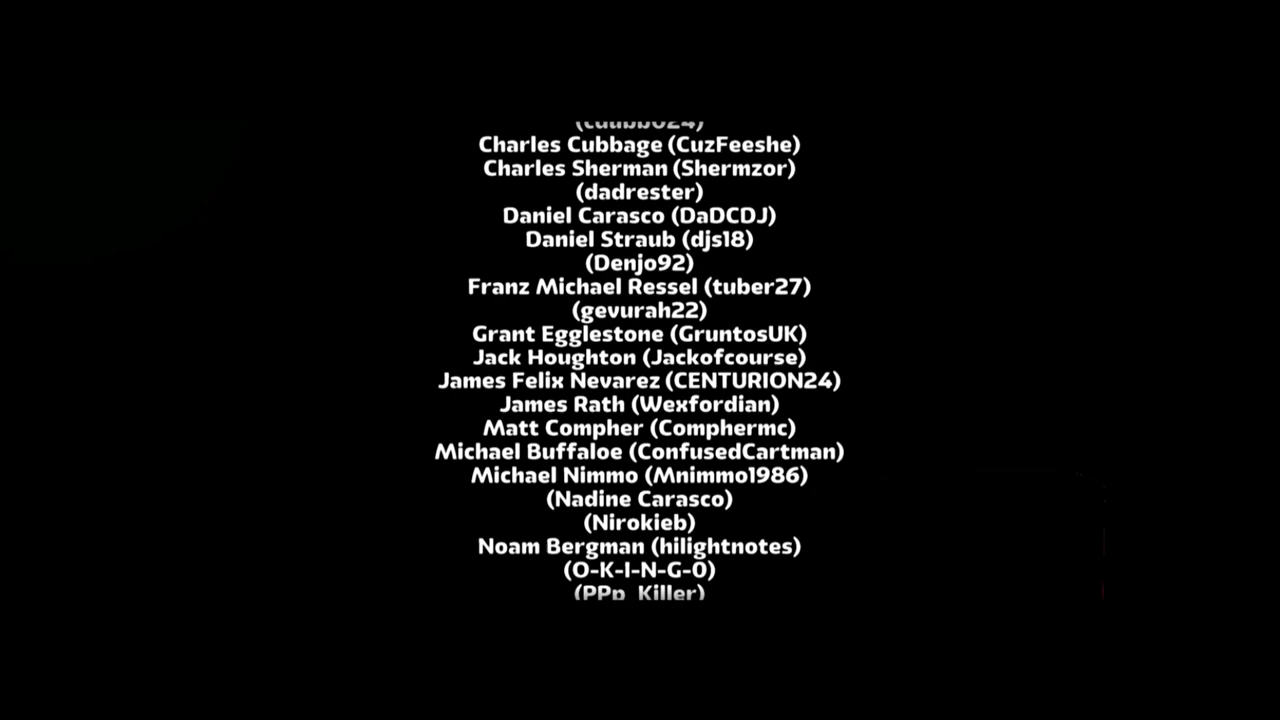 Charles Cubbage (CuzFeeshe)
Charles Sherman (Shermzor)
(dadrester)
Daniel Carasco (DaDCDJ)
Daniel Straub (djs18)
(Denjo92)
Franz Michael Ressel (tuber27)
(gevurah22)
Grant Egglestone (GruntosUK)
Jack Houghton (Jackofcourse)
James Felix Nevarez (CENTURION24)
James Rath (Wexfordian)
Matt Compher (Comphermc)
Michael Buffaloe (ConfusedCartman)
Michael Nimmo (Mnimmo1986)
(Nadine Carasco)
(Nirokieb)
Noam Bergman (hilightnotes)
(O-K-I-N-G-O)
(PPp_Killer)